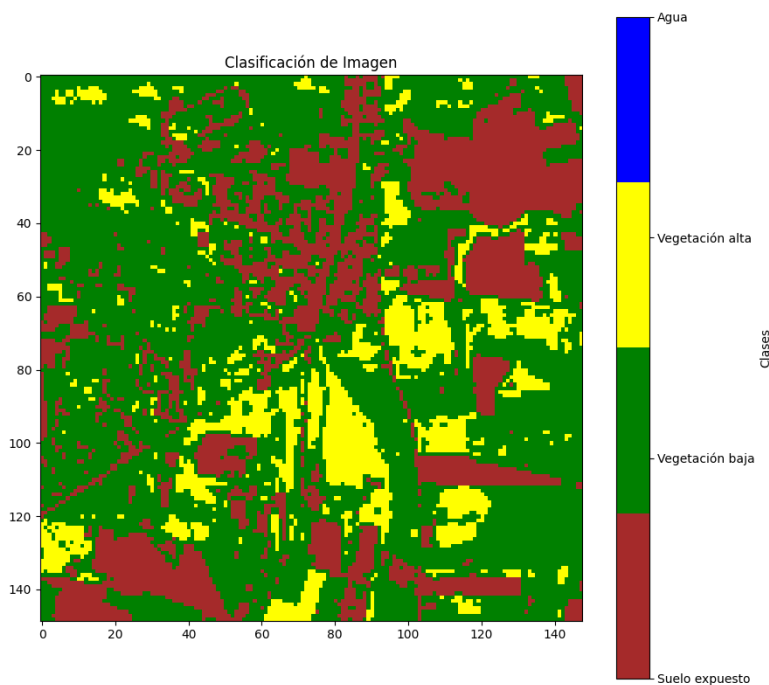 Clasificación de Imagen
0
20
40
60
80
100
120
140
0 20 40 60 80 100 120 140
Agua
Vegetación alta
Vegetación baja
Suelo expuesto
Clases